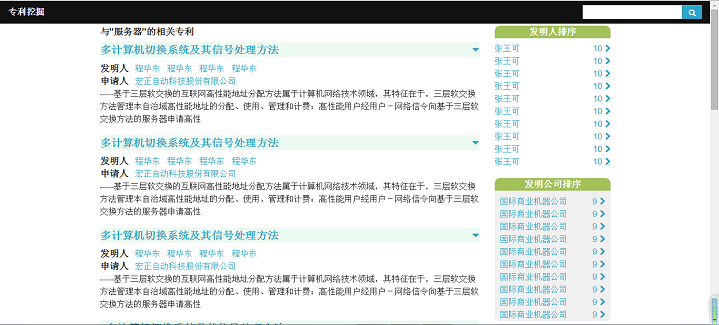 专利挖掘
与"服务器"的相关专利
多计算机切换系统及其信号处理方法
发明人 程华东 程华东 程华东 程华东
申请人 宏正自动科技股份有限公司
-----基于三层软交换的互联网高性能地址分配方法属于计算机网络技术领域，其特征在于，三层软交换
方法管理本自治域高性能地址的分配、使用、管理和计费；高性能用户经用户－网络信令向基于三层软
交换方法的服务器申请高性
多计算机切换系统及其信号处理方法
发明人 程华东 程华东 程华东 程华东
申请人 宏正自动科技股份有限公司
-----基于三层软交换的互联网高性能地址分配方法属于计算机网络技术领域，其特征在于，三层软交换
方法管理本自治域高性能地址的分配、使用、管理和计费；高性能用户经用户－网络信令向基于三层软
交换方法的服务器申请高性
多计算机切换系统及其信号处理方法
发明人 程华东 程华东 程华东 程华东
申请人 宏正自动科技股份有限公司
-----基于三层软交换的互联网高性能地址分配方法属于计算机网络技术领域，其特征在于，三层软交换
方法管理本自治域高性能地址的分配、使用、管理和计费；高性能用户经用户－网络信令向基于三层软
交换方法的服务器申请高性
发明人排序
张王可 10
张王可 10
张王可 10
张王可 10
张王可 10
张王可 10
张王可 10
张王可 10
张王可 10
张王可 10
发明公司排序
国际商业机器公司 9
国际商业机器公司 9
国际商业机器公司 9
国际商业机器公司 9
国际商业机器公司 9
国际商业机器公司 9
国际商业机器公司 9
国际商业机器公司 9
国际商业机器公司 9
国际商业机器公司 9